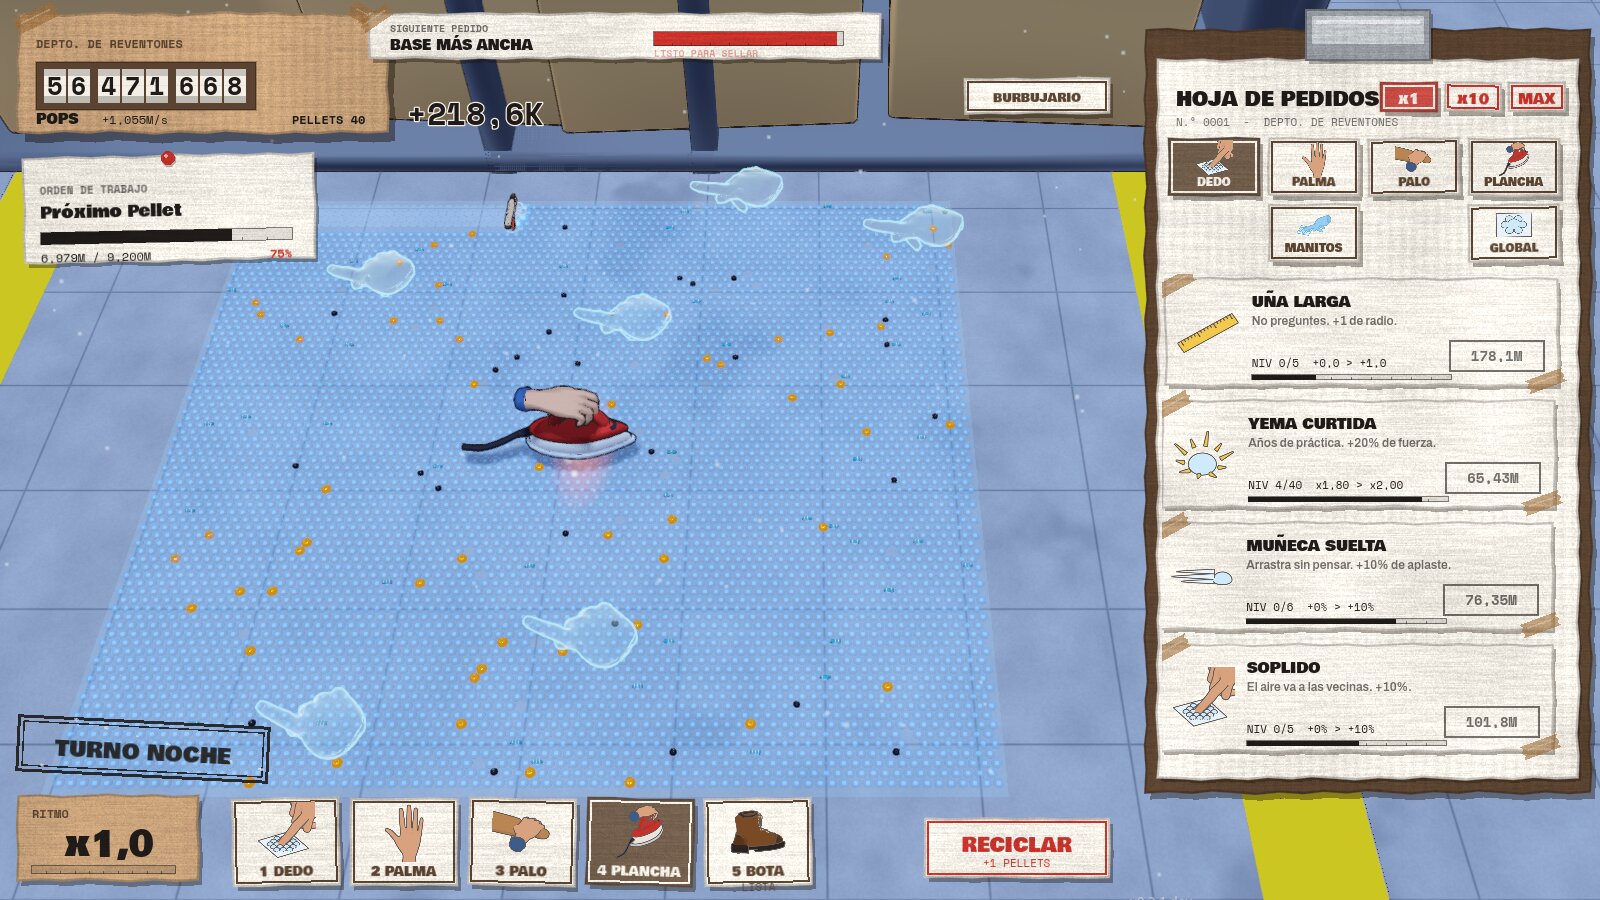 DEPTO. DE REVENTONES
56 471 668
POPS +1,055M/s PELLETS 40
SIGUIENTE PEDIDO
BASE MÁS ANCHA
LISTO PARA SELLAR
+218,6K
BURBUJARIO
ORDEN DE TRABAJO
Próximo Pellet
6,979M / 9,200M 75%
HOJA DE PEDIDOS x1 x10 MAX
N.° 0001 - DEPTO. DE REVENTONES
DEDO PALMA PALO PLANCHA
MANITOS GLOBAL
UÑA LARGA
No preguntes. +1 de radio.
NIV 0/5 +0,0 > +1,0 178,1M
YEMA CURTIDA
Años de práctica. +20% de fuerza.
NIV 4/40 x1,80 > x2,00 65,43M
MUÑECA SUELTA
Arrastra sin pensar. +10% de aplaste.
NIV 0/6 +0% > +10% 76,35M
SOPLIDO
El aire va a las vecinas. +10%.
NIV 0/5 +0% > +10% 101,8M
TURNO NOCHE
RITMO
x1,0
1 DEDO 2 PALMA 3 PALO 4 PLANCHA 5 BOTA
LISTA
RECICLAR
+1 PELLETS